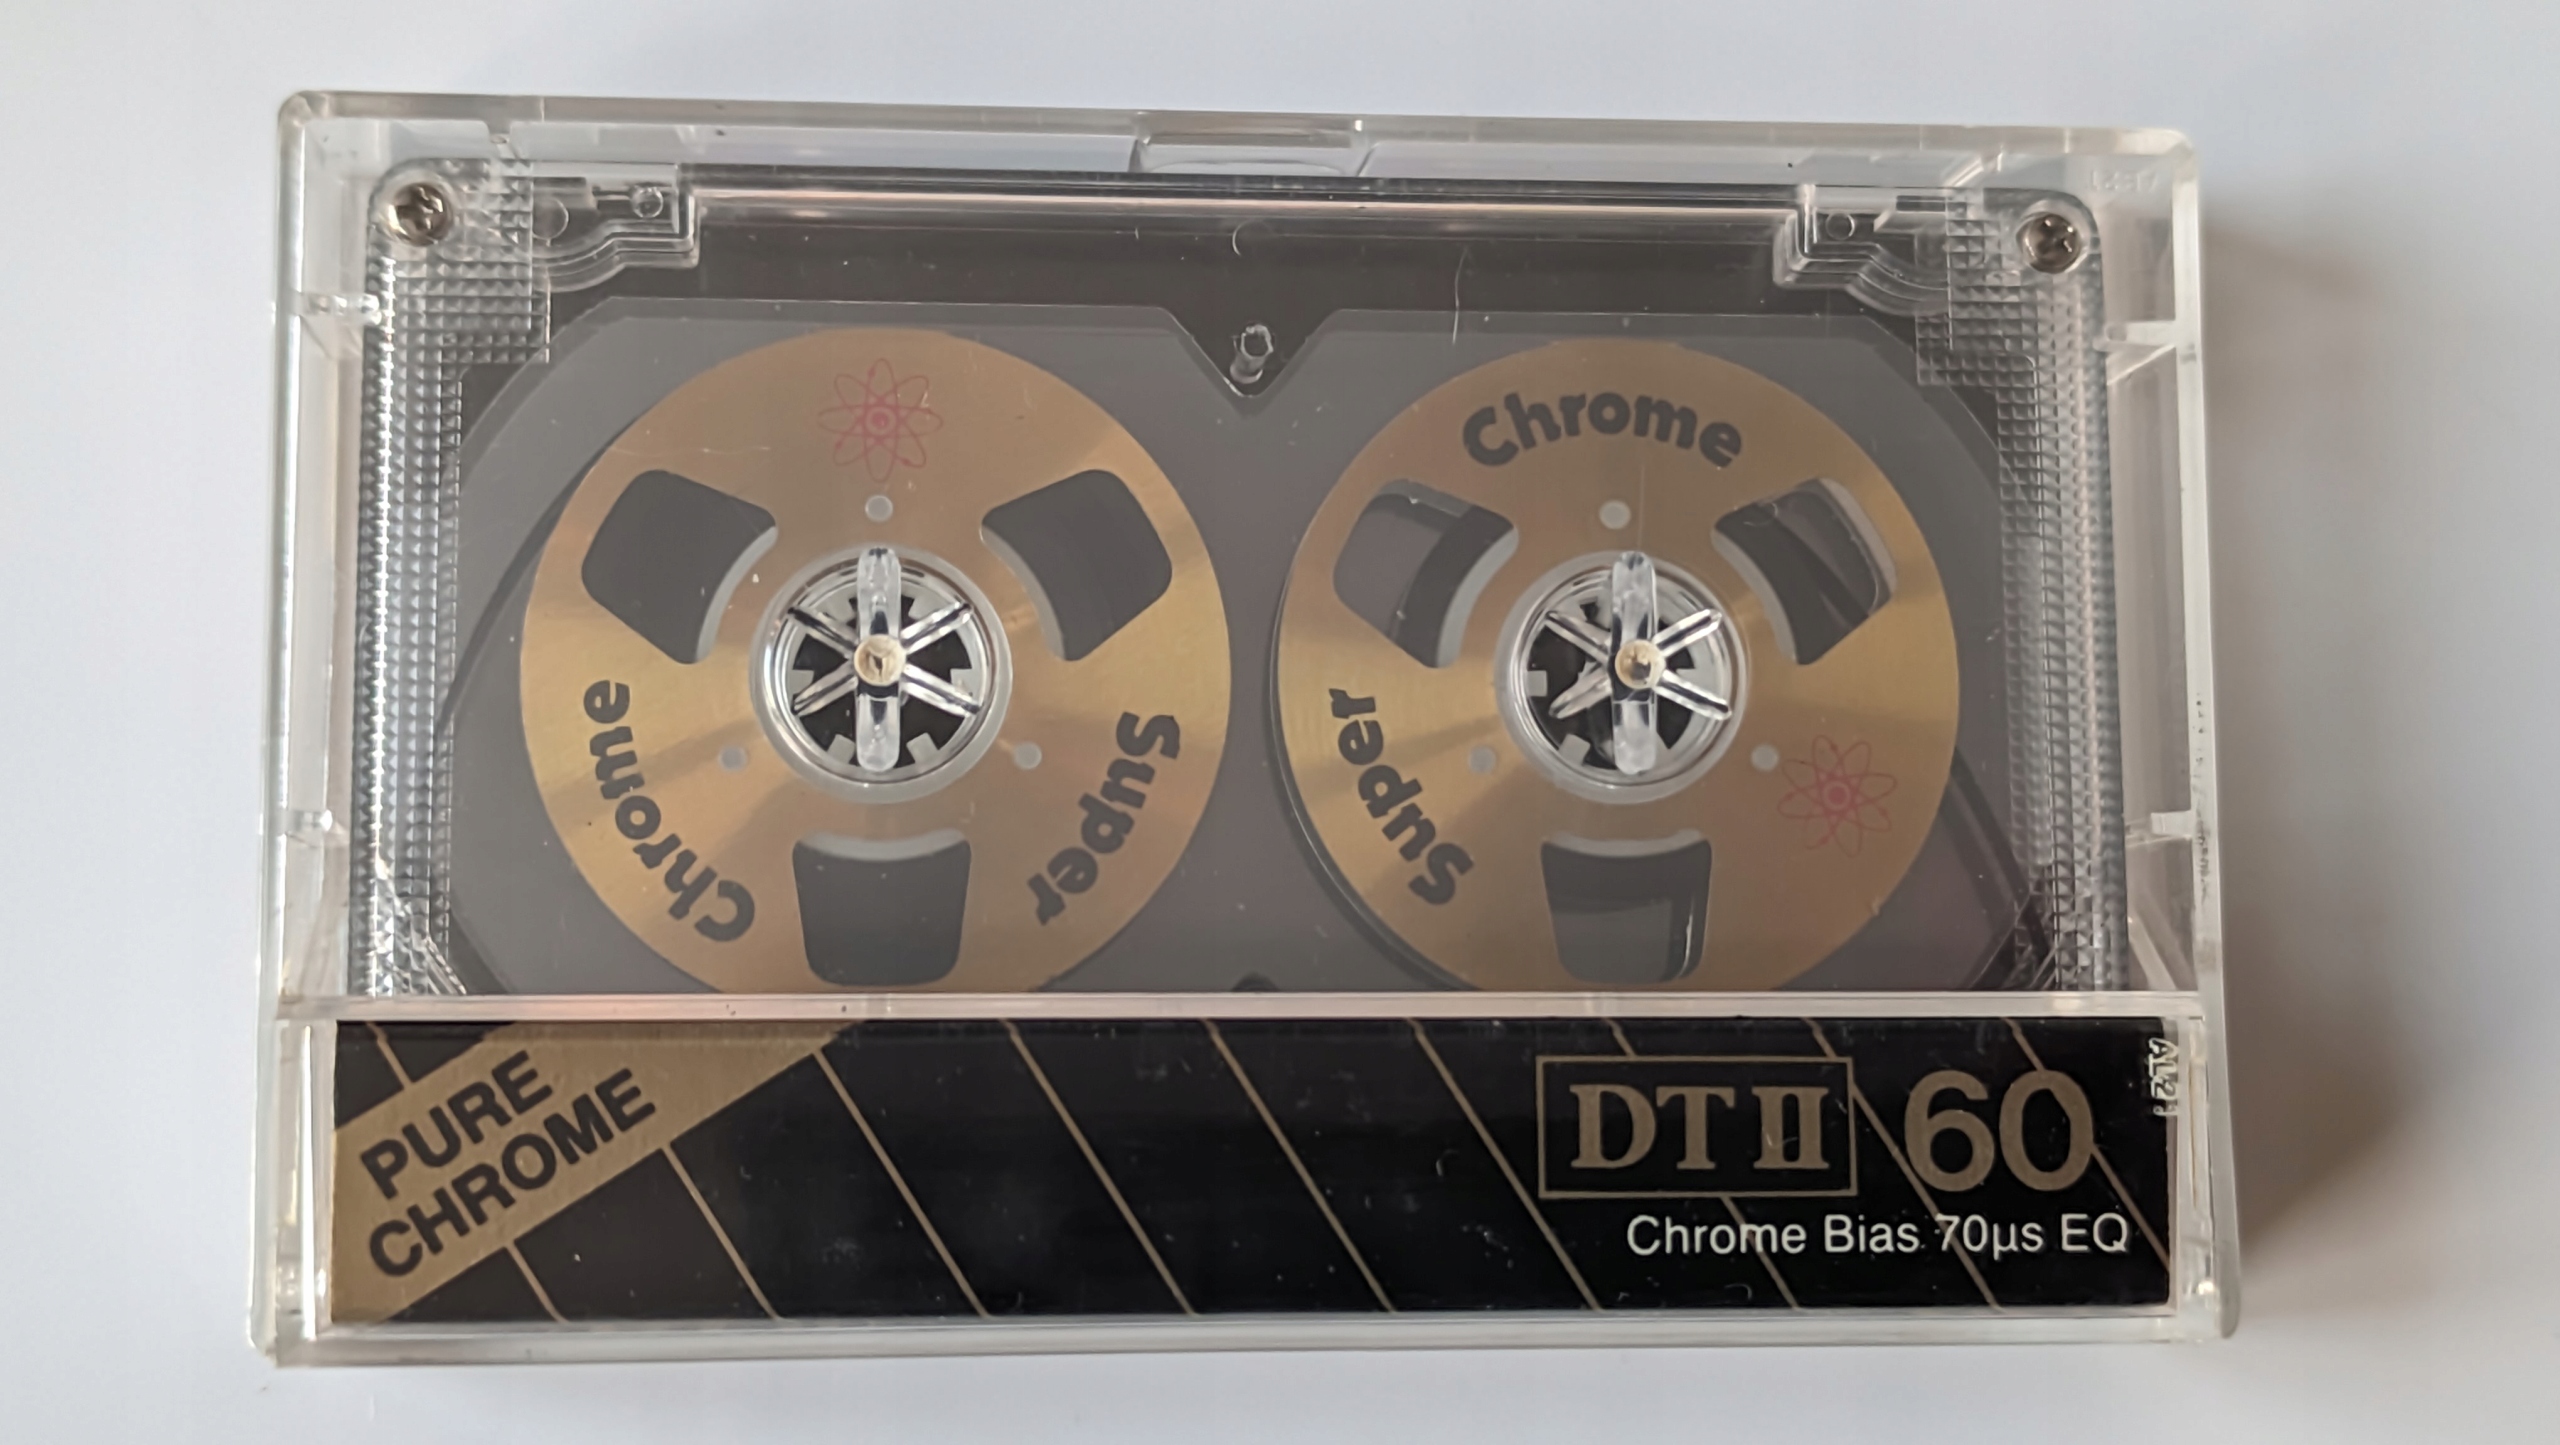 Chrome
Chrome
Super
Super
PURE
CHROME
DT II 60
Chrome Bias 70µs EQ